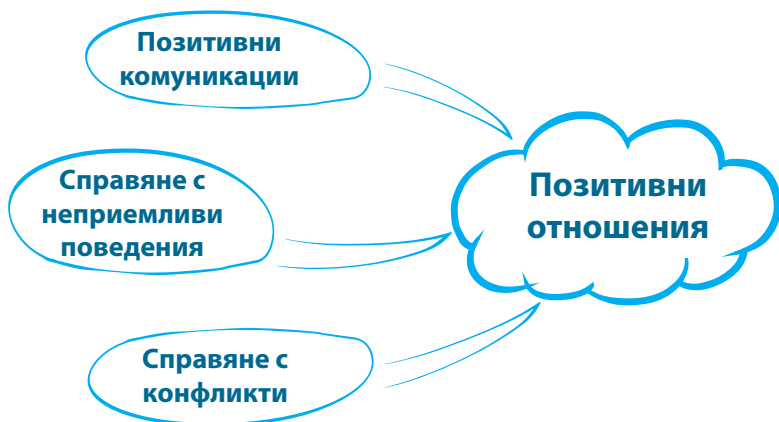 Позитивни
комуникации
Справяне с
неприемливи
поведения
Позитивни
отношения
Справяне с
конфликти